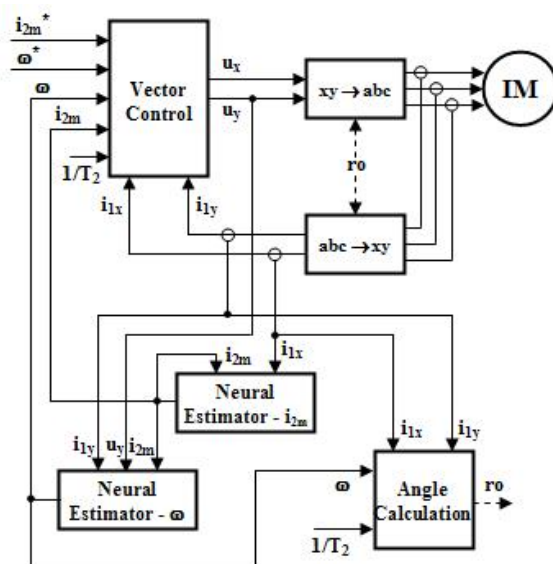 i2m*
ω*
ω
i2m
1/T2
Vector
Control
ux
uy
xy→abc
IM
ro
i1x
i1y
abc→xy
i2m
i1x
Neural
Estimator - i2m
i1y
uy
i2m
Neural
Estimator - ω
i1x
i1y
ω
Angle
Calculation
ro
1/T2